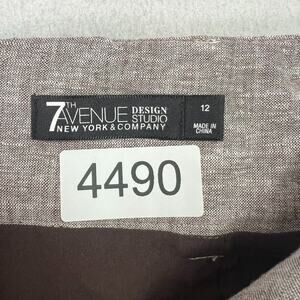 7TH AVENUE DESIGN STUDIO
NEW YORK & COMPANY
12
MADE IN
CHINA
4490